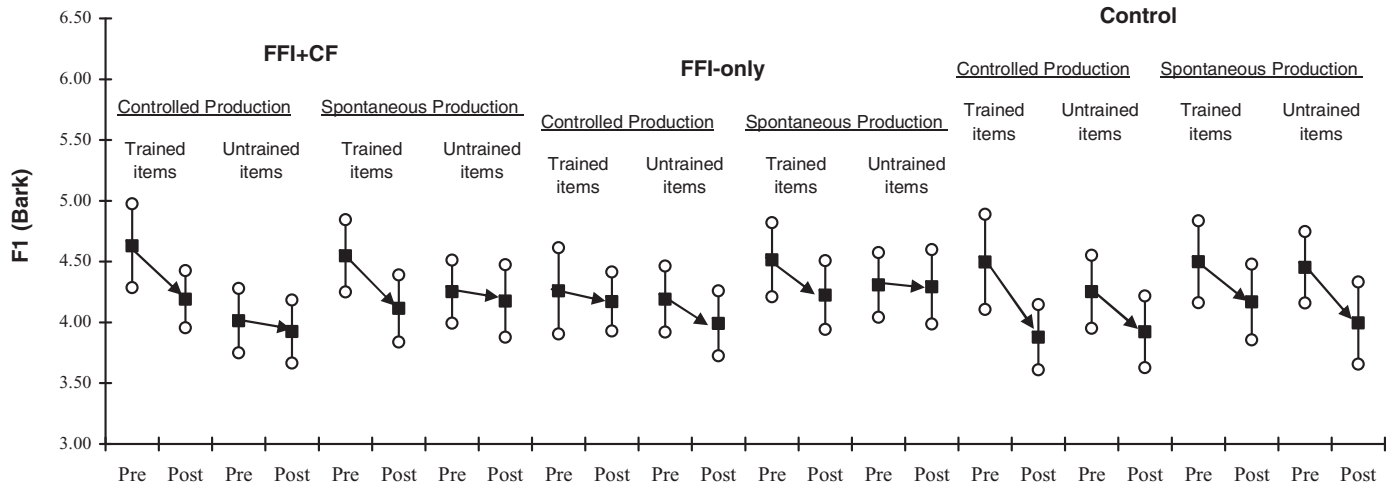 Control
FFI+CF
FFI-only
Controlled Production Spontaneous Production
Trained items Untrained items Trained items Untrained items
Controlled Production Spontaneous Production
Trained items Untrained items Trained items Untrained items
Controlled Production Spontaneous Production
Trained items Untrained items Trained items Untrained items
F1 (Bark)
6.50
6.00
5.50
5.00
4.50
4.00
3.50
3.00
Pre Post Pre Post Pre Post Pre Post Pre Post Pre Post Pre Post Pre Post Pre Post Pre Post Pre Post Pre Post